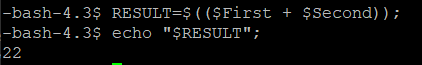 -bash-4.3$ RESULT=$(($First + $Second));
-bash-4.3$ echo "$RESULT";
22